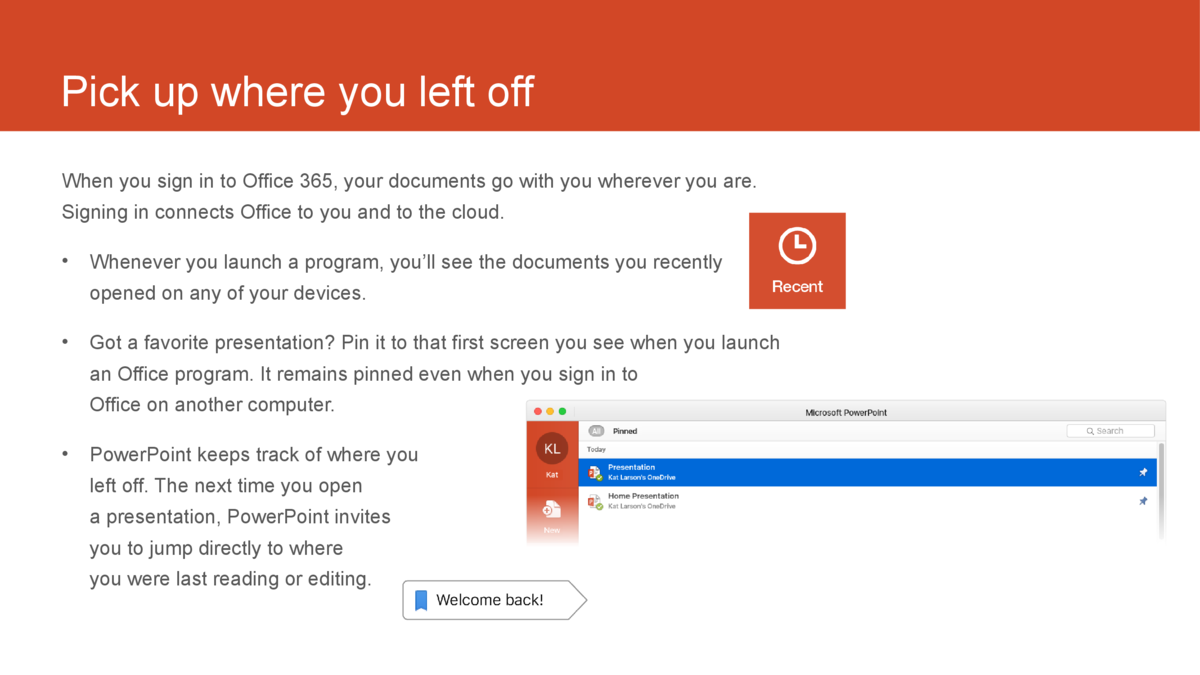 Pick up where you left off
When you sign in to Office 365, your documents go with you wherever you are.
Signing in connects Office to you and to the cloud.
• Whenever you launch a program, you’ll see the documents you recently
opened on any of your devices.
Recent
• Got a favorite presentation? Pin it to that first screen you see when you launch
an Office program. It remains pinned even when you sign in to
Office on another computer.
• PowerPoint keeps track of where you
left off. The next time you open
a presentation, PowerPoint invites
you to jump directly to where
you were last reading or editing.
Microsoft PowerPoint
KL
Kat
New
All Pinned
Search
Today
Presentation
Kat Larson's OneDrive
Home Presentation
Kat Larson's OneDrive
Welcome back!